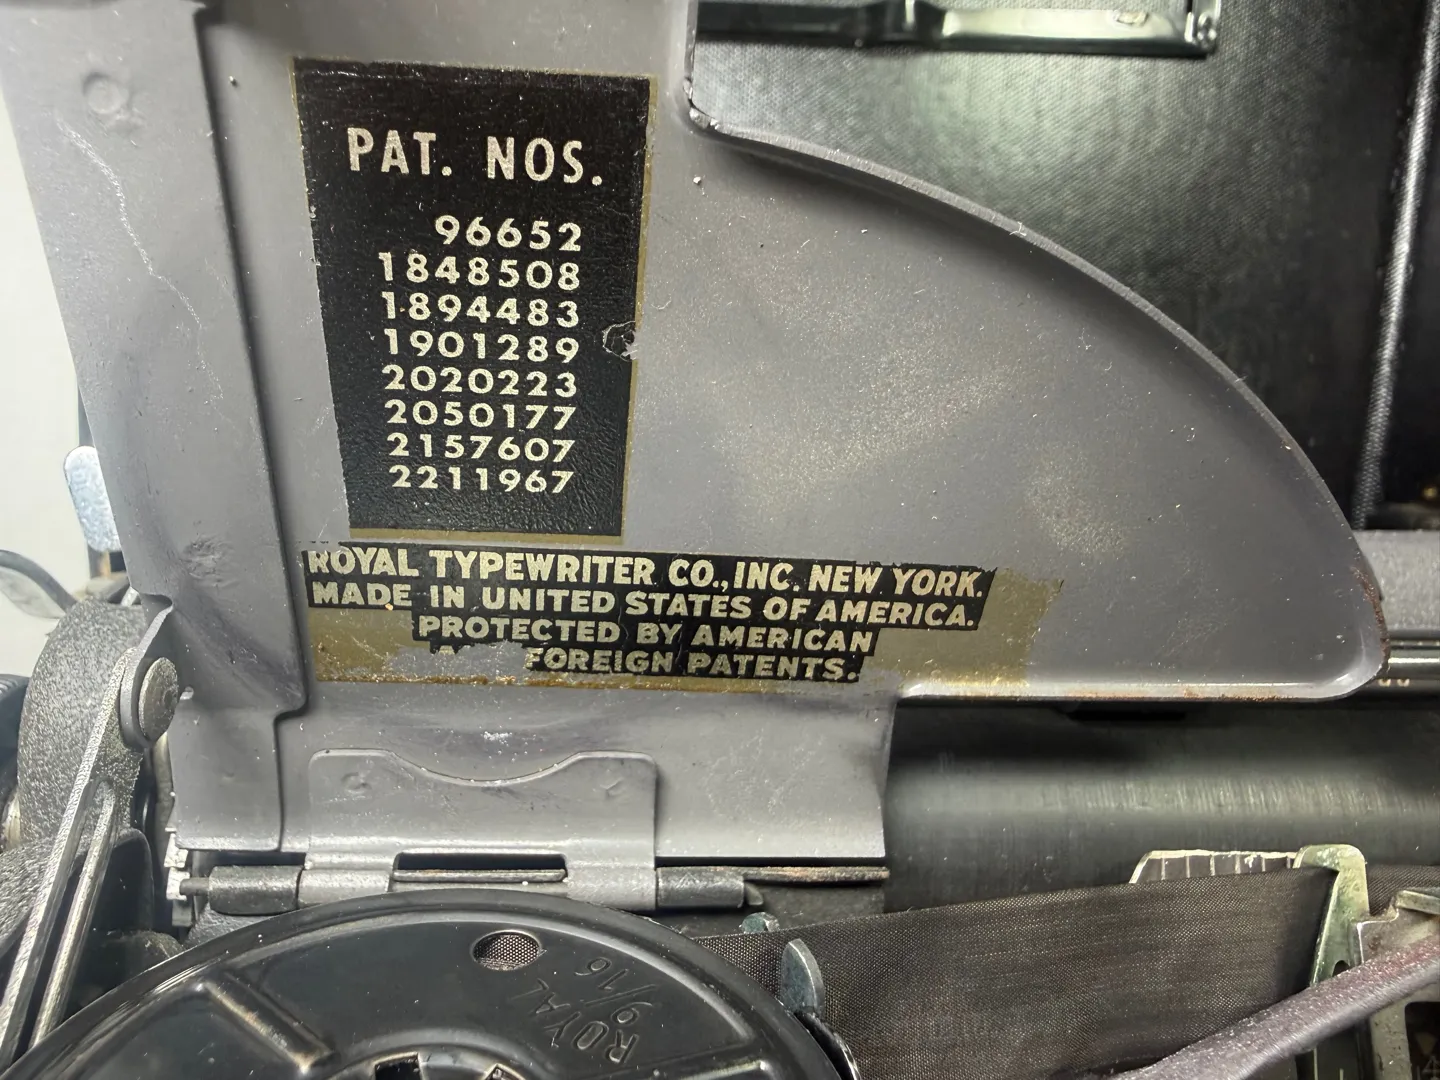 PAT. NOS.
96652
1848508
1894483
1901289
2020223
2050177
2157607
2211967
ROYAL TYPEWRITER CO., INC. NEW YORK.
MADE IN UNITED STATES OF AMERICA.
PROTECTED BY AMERICAN
FOREIGN PATENTS.
ROYAL
9/16